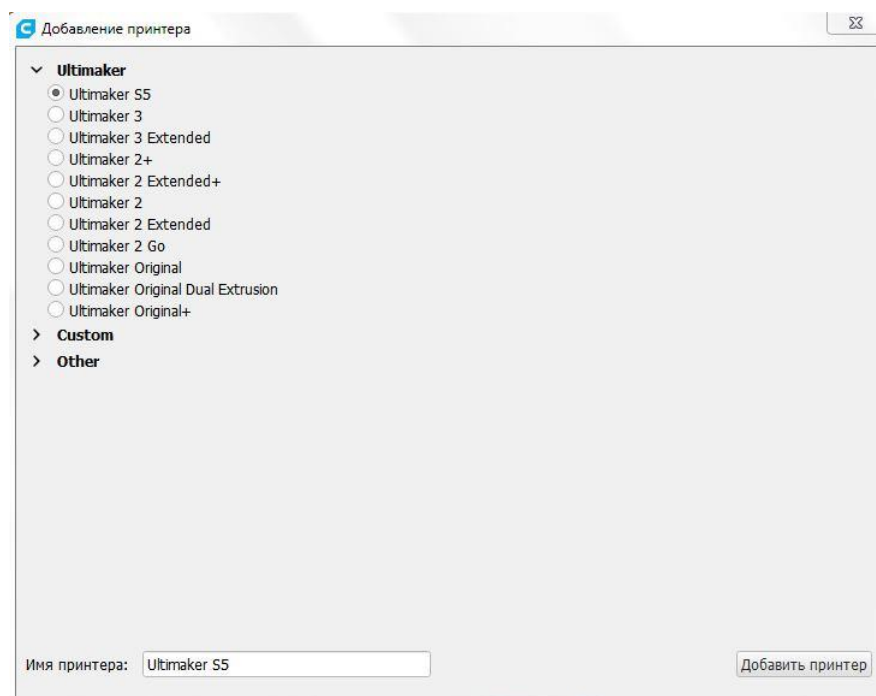 Добавление принтера
Ultimaker
Ultimaker S5
Ultimaker 3
Ultimaker 3 Extended
Ultimaker 2+
Ultimaker 2 Extended+
Ultimaker 2
Ultimaker 2 Extended
Ultimaker 2 Go
Ultimaker Original
Ultimaker Original Dual Extrusion
Ultimaker Original+
Custom
Other
Имя принтера: Ultimaker S5 Добавить принтер